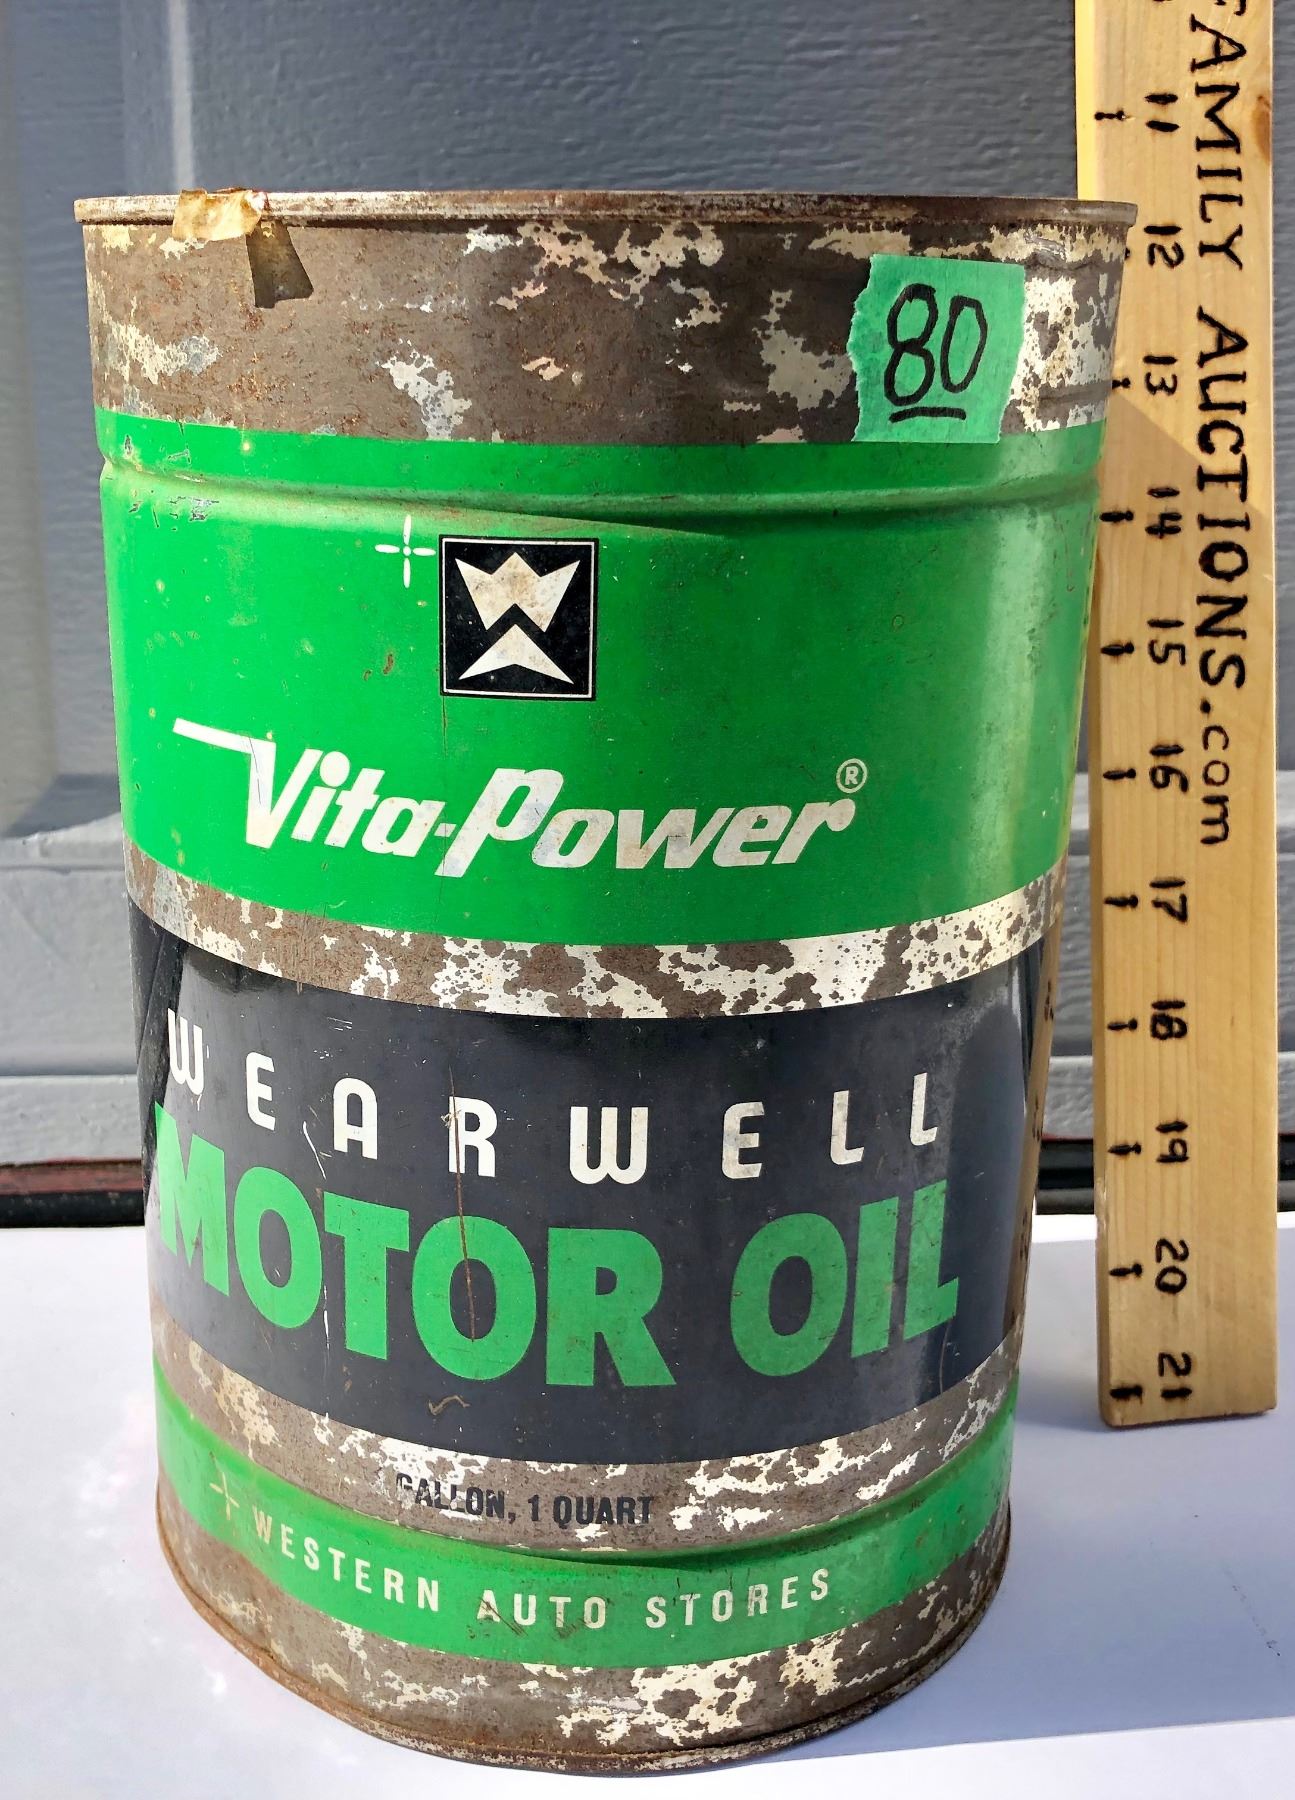 80
Vita-Power®
WEARWELL
MOTOR OIL
GALLON, 1 QUART
WESTERN AUTO STORES
FAMILY AUCTIONS.com
11
12
13
14
15
16
17
18
19
20
21